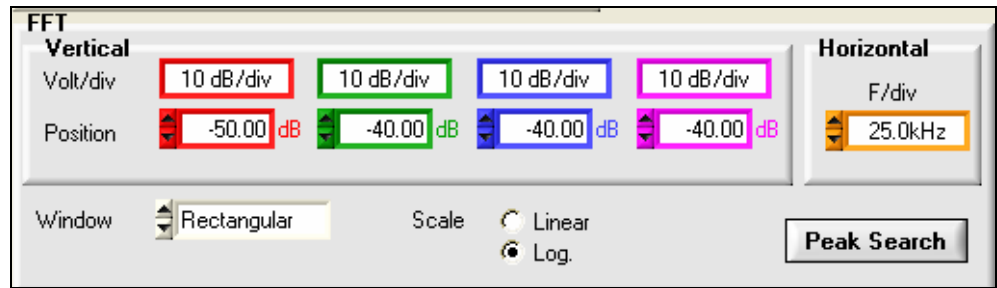 FFT
Vertical
Volt/div 10 dB/div 10 dB/div 10 dB/div 10 dB/div
Position -50.00 dB -40.00 dB -40.00 dB -40.00 dB
Horizontal
F/div
25.0kHz
Window Rectangular
Scale Linear
Log.
Peak Search